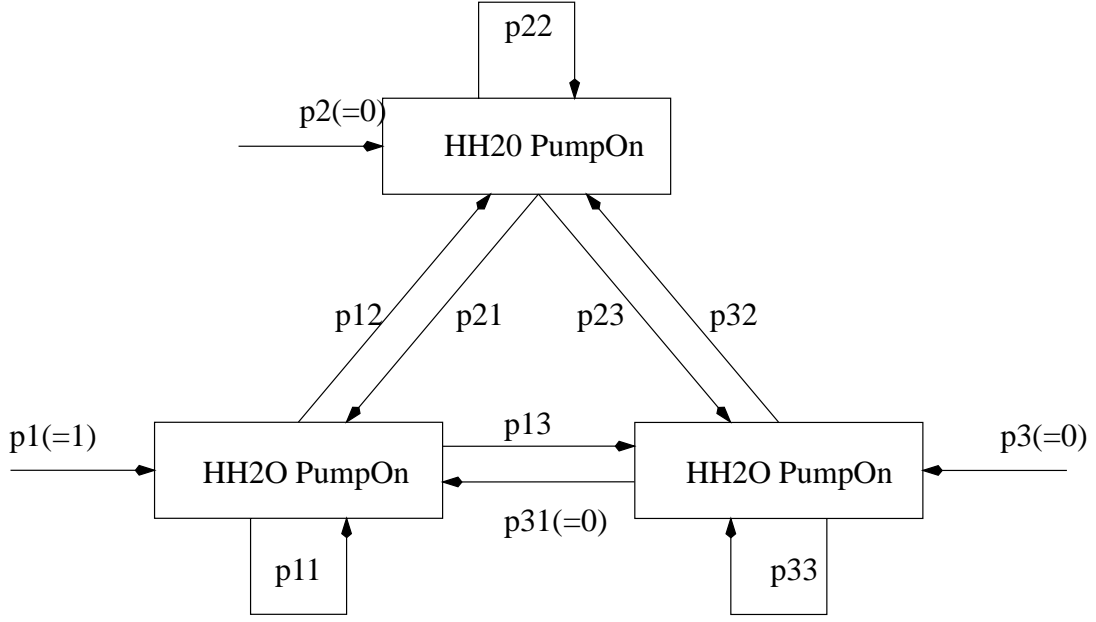 p22
p2(=0)
HH20 PumpOn
p12
p21
p23
p32
p1(=1)
p13
p3(=0)
HH2O PumpOn
HH2O PumpOn
p31(=0)
p11
p33